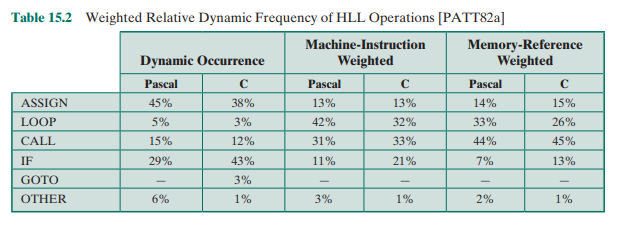 Table 15.2 Weighted Relative Dynamic Frequency of HLL Operations [PATT82a]
Dynamic Occurrence Machine-Instruction Weighted Memory-Reference Weighted
Pascal C Pascal C Pascal C
ASSIGN 45% 38% 13% 13% 14% 15%
LOOP 5% 3% 42% 32% 33% 26%
CALL 15% 12% 31% 33% 44% 45%
IF 29% 43% 11% 21% 7% 13%
GOTO — 3% — — — —
OTHER 6% 1% 3% 1% 2% 1%